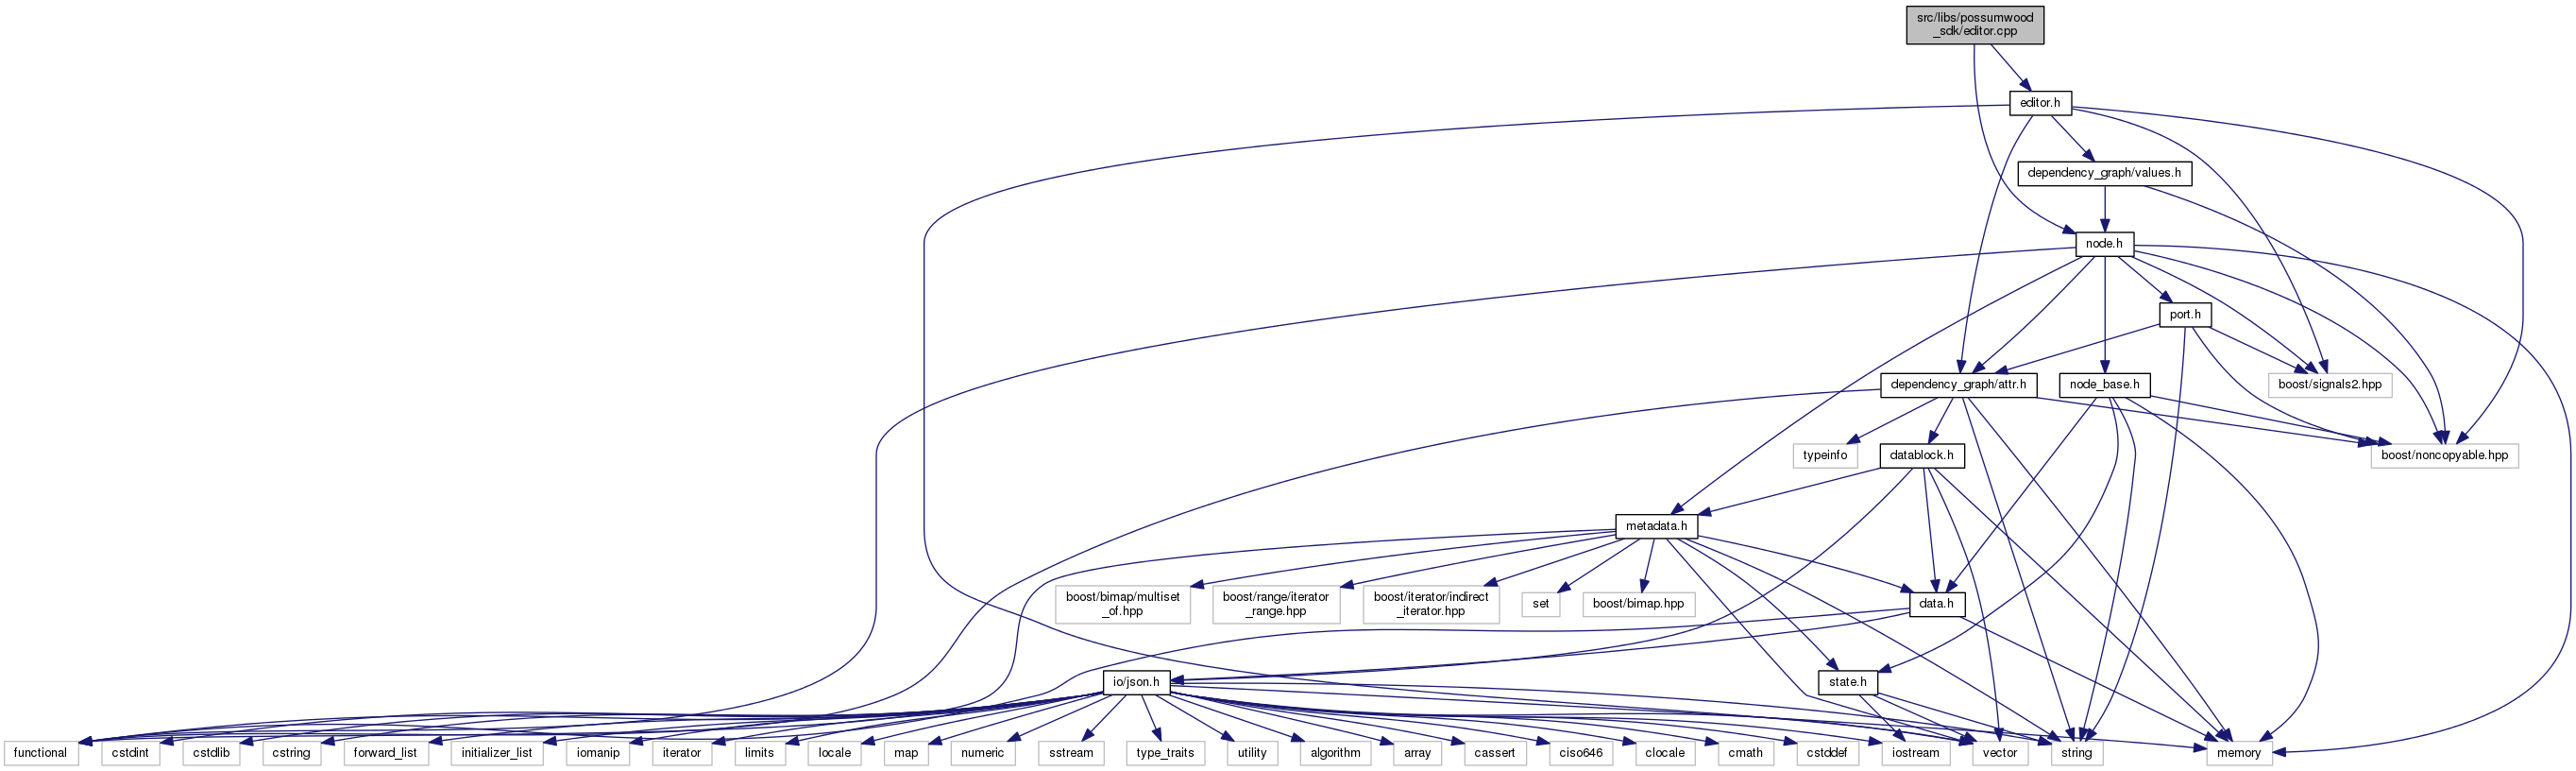 src/libs/possumwood
_sdk/editor.cpp
editor.h
dependency_graph/values.h
node.h
port.h
dependency_graph/attr.h
node_base.h
boost/signals2.hpp
typeinfo
datablock.h
boost/noncopyable.hpp
metadata.h
boost/bimap/multiset
_of.hpp
boost/range/iterator
_range.hpp
boost/iterator/indirect
_iterator.hpp
set
boost/bimap.hpp
data.h
io/json.h
state.h
functional
cstdint
cstdlib
cstring
forward_list
initializer_list
iomanip
iterator
limits
locale
map
numeric
sstream
type_traits
utility
algorithm
array
cassert
ciso646
clocale
cmath
cstddef
iostream
vector
string
memory